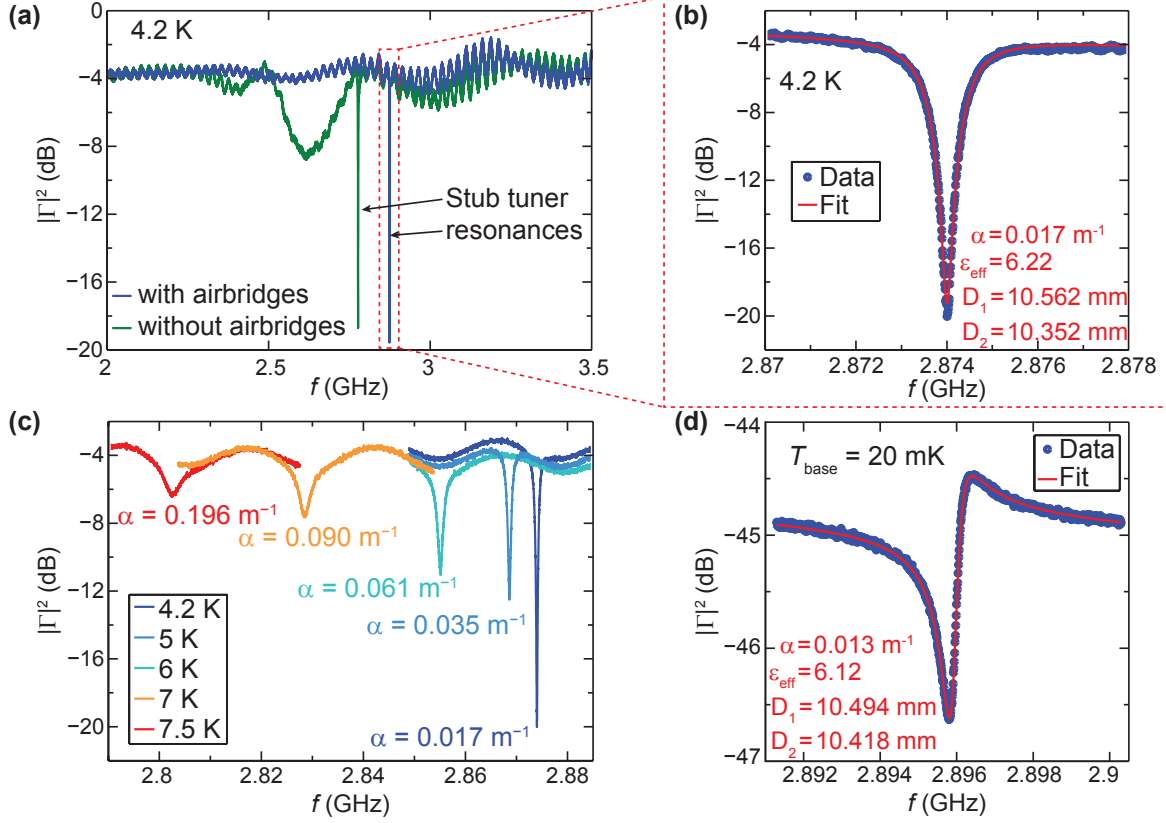 (a)
4.2 K
0
−4
−8
−12
−16
−20
|Γ|² (dB)
Stub tuner
resonances
with airbridges
without airbridges
2
2.5
3
3.5
f (GHz)
(b)
−4
−8
−12
−16
−20
|Γ|² (dB)
4.2 K
Data
Fit
α=0.017 m⁻¹
εeff=6.22
D₁=10.562 mm
D₂=10.352 mm
2.87
2.872
2.874
2.876
2.878
f (GHz)
(c)
−4
−8
−12
−16
−20
|Γ|² (dB)
α = 0.196 m⁻¹
α = 0.090 m⁻¹
α = 0.061 m⁻¹
α = 0.035 m⁻¹
α = 0.017 m⁻¹
4.2 K
5 K
6 K
7 K
7.5 K
2.8
2.82
2.84
2.86
2.88
f (GHz)
(d)
−44
−45
−46
−47
|Γ|² (dB)
Tbase = 20 mK
Data
Fit
α=0.013 m⁻¹
εeff=6.12
D₁=10.494 mm
D₂=10.418 mm
2.892
2.894
2.896
2.898
2.9
f (GHz)